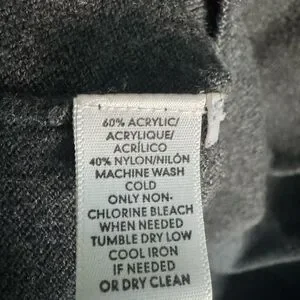 60% ACRYLIC/
ACRYLIQUE/
ACRÍLICO
40% NYLON/NILÓN
MACHINE WASH
COLD
ONLY NON-
CHLORINE BLEACH
WHEN NEEDED
TUMBLE DRY LOW
COOL IRON
IF NEEDED
OR DRY CLEAN